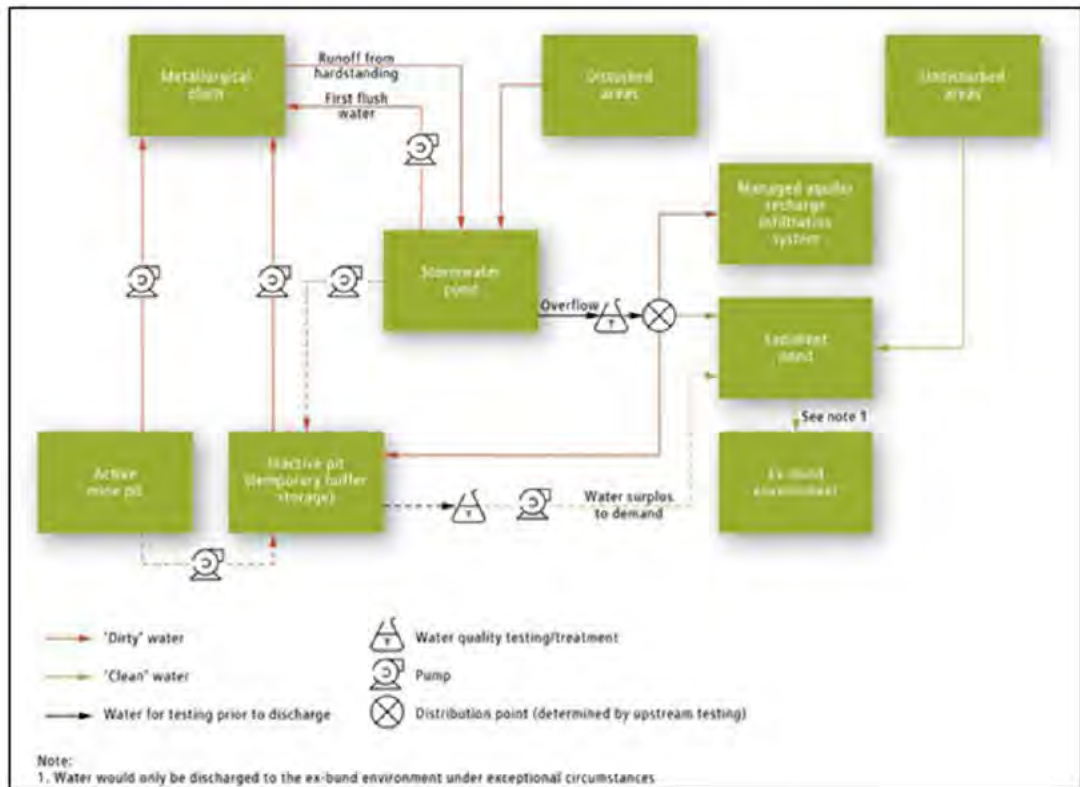 Metallurgical
plant
Runoff from
hardstanding
First flush
water
Disturbed
areas
Undisturbed
areas
Managed aquifer
recharge
infiltration
system
Stormwater
pond
Overflow
Sediment
pond
See note 1
Ex-bund
environment
Active
mine pit
Inactive pit
(temporary buffer
storage)
Water surplus
to demand
'Dirty' water
'Clean' water
Water for testing prior to discharge
Water quality testing/treatment
Pump
Distribution point (determined by upstream testing)
Note:
1. Water would only be discharged to the ex-bund environment under exceptional circumstances